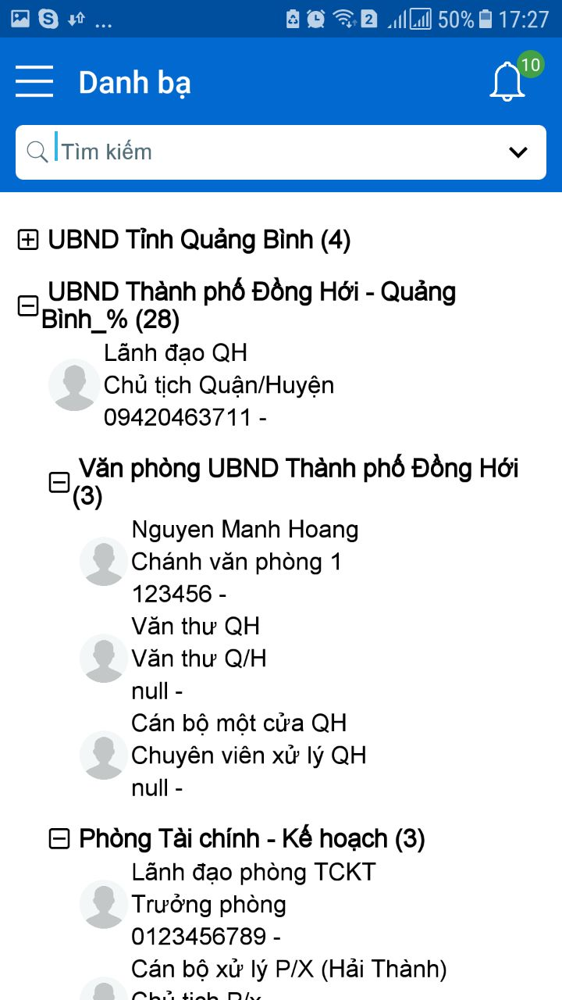 ... 2 50% 17:27
Danh bạ
10
Tìm kiếm
UBND Tỉnh Quảng Bình (4)
UBND Thành phố Đồng Hới - Quảng
Bình_% (28)
Lãnh đạo QH
Chủ tịch Quận/Huyện
09420463711 -
Văn phòng UBND Thành phố Đồng Hới
(3)
Nguyen Manh Hoang
Chánh văn phòng 1
123456 -
Văn thư QH
Văn thư Q/H
null -
Cán bộ một cửa QH
Chuyên viên xử lý QH
null -
Phòng Tài chính - Kế hoạch (3)
Lãnh đạo phòng TCKT
Trưởng phòng
0123456789 -
Cán bộ xử lý P/X (Hải Thành)
Chủ tịch P/x